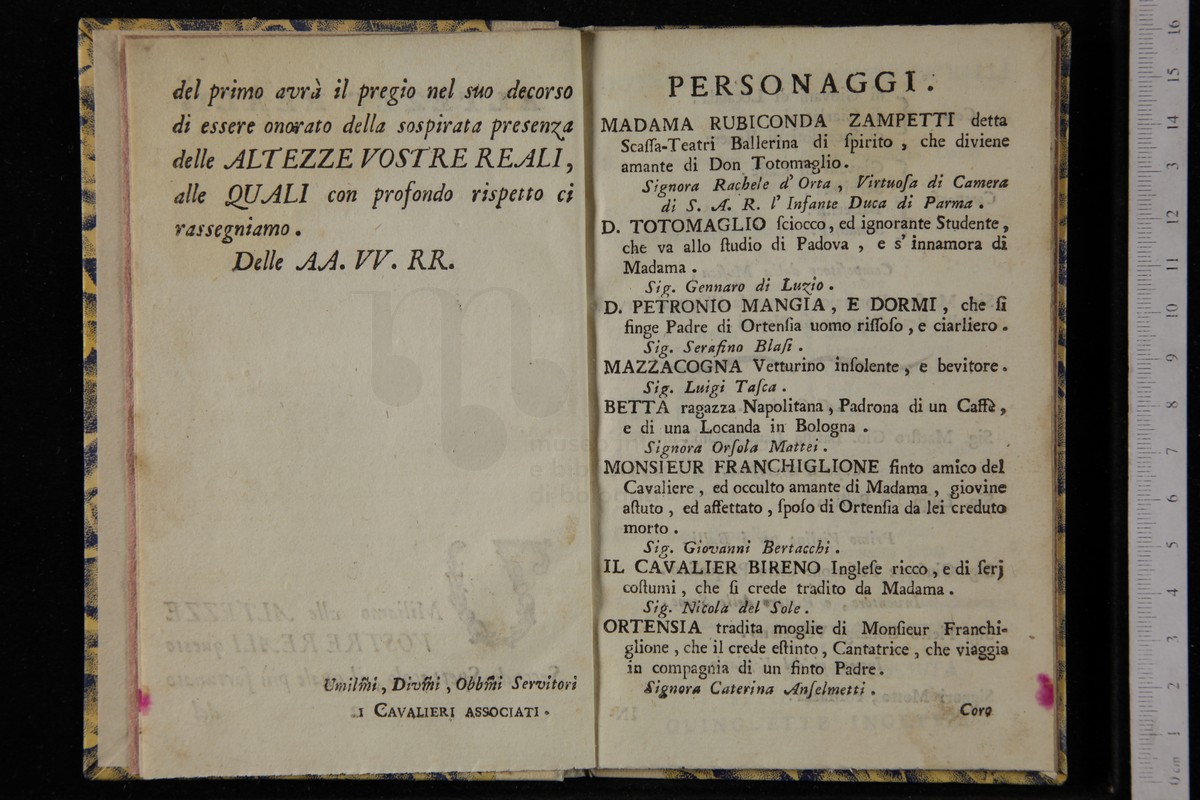 del primo avrà il pregio nel suo decorso
di essere onorato della sospirata presenza
delle ALTEZZE VOSTRE REALI,
alle QUALI con profondo rispetto ci
rassegniamo.
Delle AA. VV. RR.
Umilm̃i, Divm̃i, Obbm̃i Servitori
I CAVALIERI ASSOCIATI.
PERSONAGGI.
MADAMA RUBICONDA ZAMPETTI detta
Scaſſa-Teatri Ballerina di ſpirito, che diviene
amante di Don Totomaglio.
Signora Rachele d' Orta, Virtuoſa di Camera
di S. A. R. l' Infante Duca di Parma.
D. TOTOMAGLIO ſciocco, ed ignorante Studente,
che va allo ſtudio di Padova, e s' innamora di
Madama.
Sig. Gennaro di Luzio.
D. PETRONIO MANGIA, E DORMI, che ſi
finge Padre di Ortenſia uomo riſſoſo, e ciarliero.
Sig. Serafino Blaſi.
MAZZACOGNA Vetturino inſolente, e bevitore.
Sig. Luigi Taſca.
BETTA ragazza Napolitana, Padrona di un Caffè,
e di una Locanda in Bologna.
Signora Orſola Mattei.
MONSIEUR FRANCHIGLIONE finto amico del
Cavaliere, ed occulto amante di Madama, giovine
aſtuto, ed affettato, ſpoſo di Ortenſia da lei creduto
morto.
Sig. Giovanni Bertacchi.
IL CAVALIER BIRENO Ingleſe ricco, e di ſerj
coſtumi, che ſi crede tradito da Madama.
Sig. Nicola del Sole.
ORTENSIA tradita moglie di Monſieur Franchi-
glione, che il crede eſtinto, Cantatrice, che viaggia
in compagnia di un finto Padre.
Signora Caterina Anſelmetti.
Coro